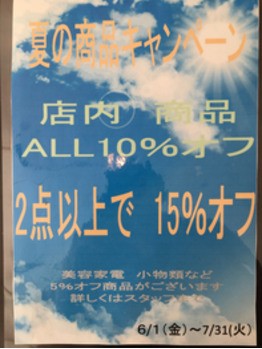 夏の商品キャンペーン
店内 商品
ALL10%オフ
2点以上で 15%オフ
美容家電 小物類など
5%オフ商品がございます
詳しくはスタッフまで
6/1(金)〜7/31(火)